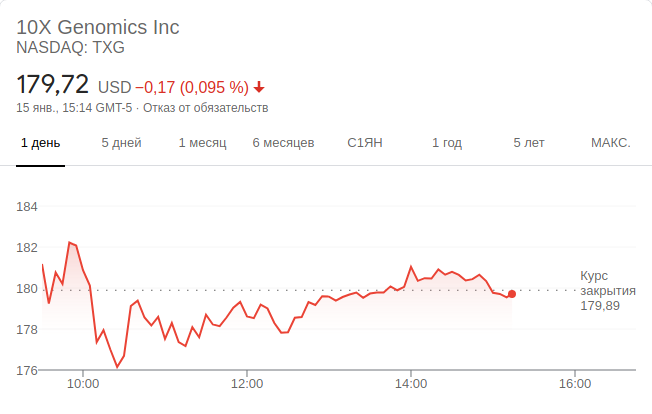 10X Genomics Inc
NASDAQ: TXG
179,72 USD −0,17 (0,095 %)
15 янв., 15:14 GMT-5 · Отказ от обязательств
1 день 5 дней 1 месяц 6 месяцев С1ЯН 1 год 5 лет МАКС.
184
182
180
178
176
Курс
закрытия
179,89
10:00 12:00 14:00 16:00